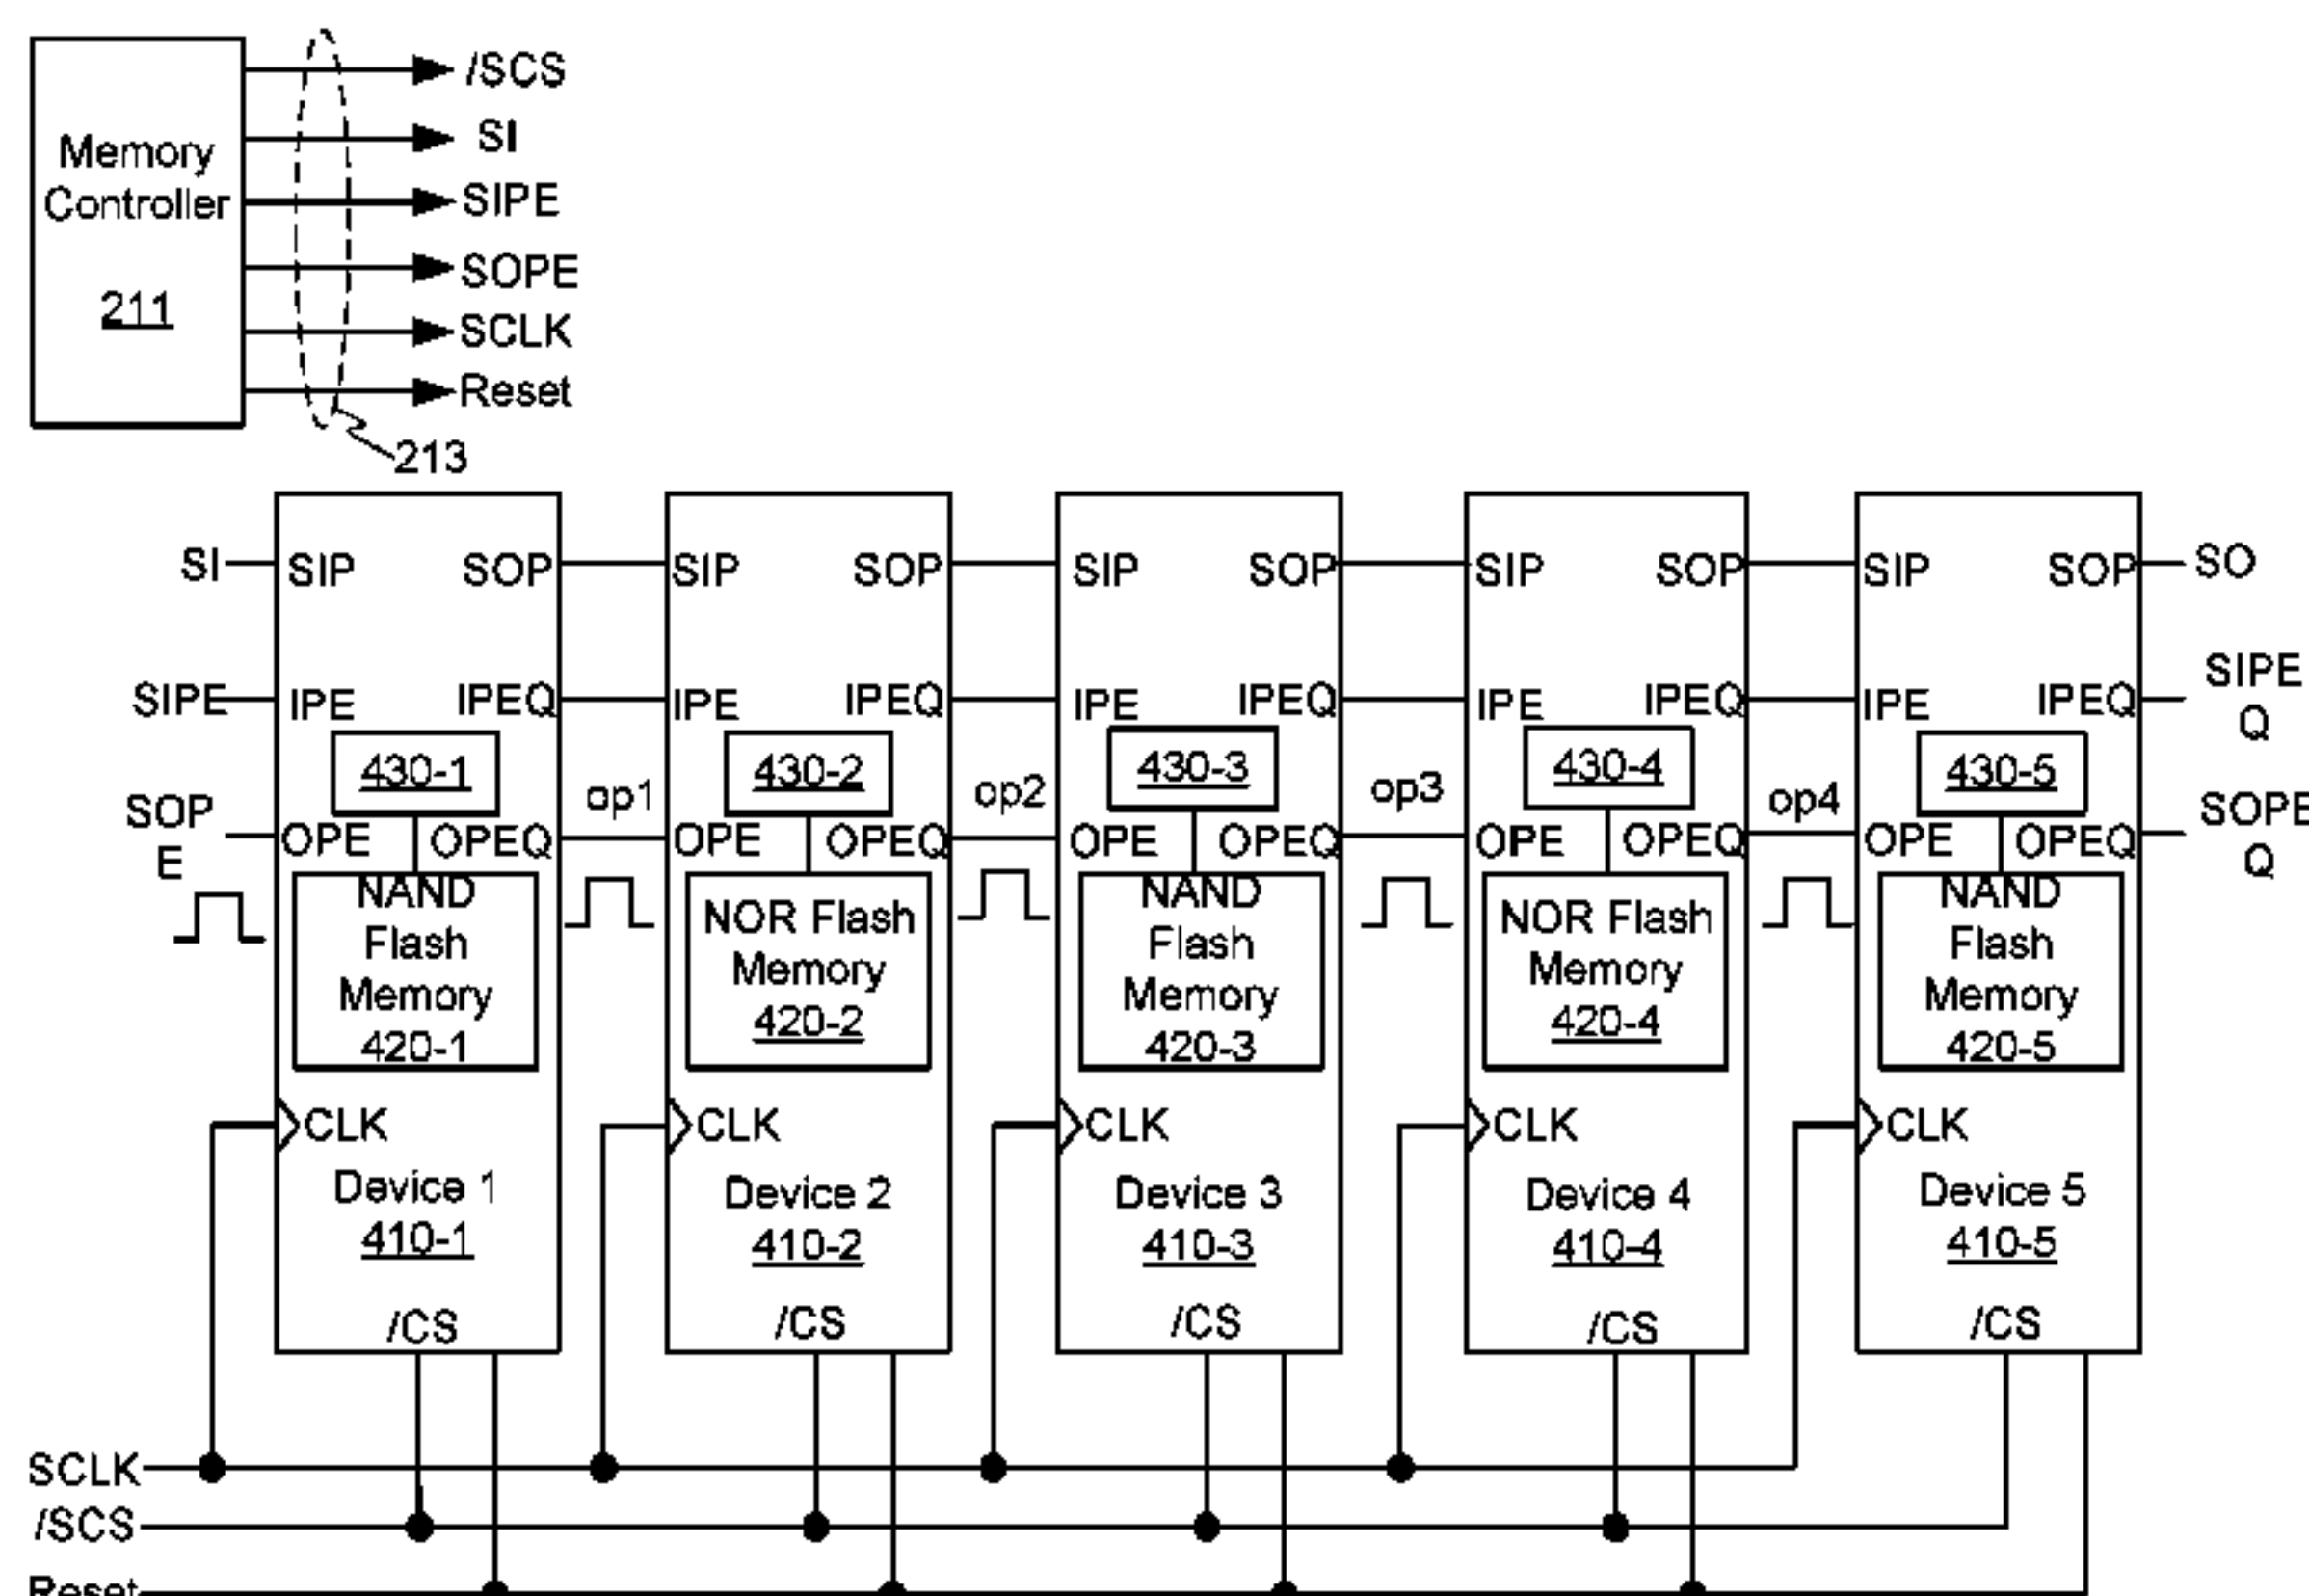 /SCS
SI
Memory
Controller
SIPE
SOPE
211
SCLK
Reset
213
SI
SIP
SOP
SIP
SOP
SIP
SOP
SIP
SOP
SIP
SOP
SO
SIPE
IPE
IPEQ
IPE
IPEQ
IPE
IPEQ
IPE
IPEQ
IPE
IPEQ
SIPE
Q
430-1
430-2
430-3
430-4
430-5
op1
op2
op3
op4
SOP
E
OPE
OPEQ
OPE
OPEQ
OPE
OPEQ
OPE
OPEQ
OPE
OPEQ
SOPE
Q
NAND
Flash
Memory
420-1
NOR Flash
Memory
420-2
NAND
Flash
Memory
420-3
NOR Flash
Memory
420-4
NAND
Flash
Memory
420-5
CLK
CLK
CLK
CLK
CLK
Device 1
410-1
Device 2
410-2
Device 3
410-3
Device 4
410-4
Device 5
410-5
/CS
/CS
/CS
/CS
/CS
SCLK
/SCS
Reset